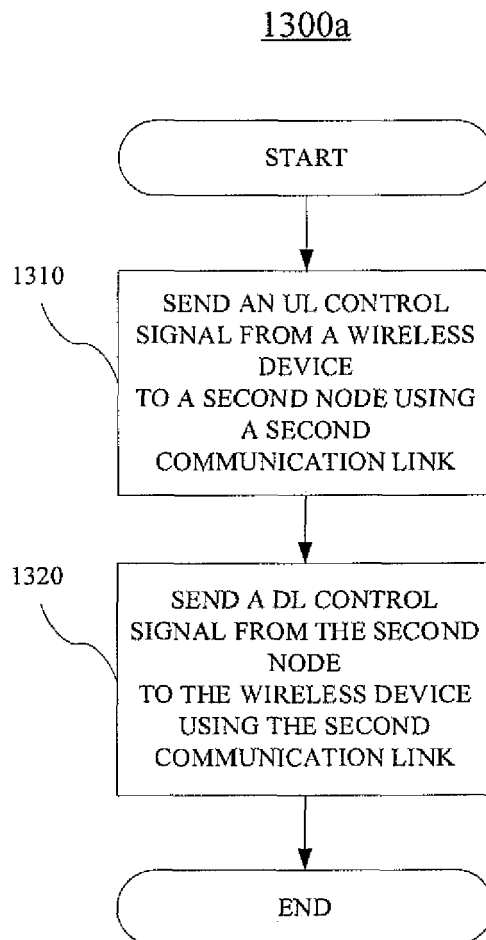 1300a
START
1310
SEND AN UL CONTROL
SIGNAL FROM A WIRELESS
DEVICE
TO A SECOND NODE USING
A SECOND
COMMUNICATION LINK
1320
SEND A DL CONTROL
SIGNAL FROM THE SECOND
NODE
TO THE WIRELESS DEVICE
USING THE SECOND
COMMUNICATION LINK
END